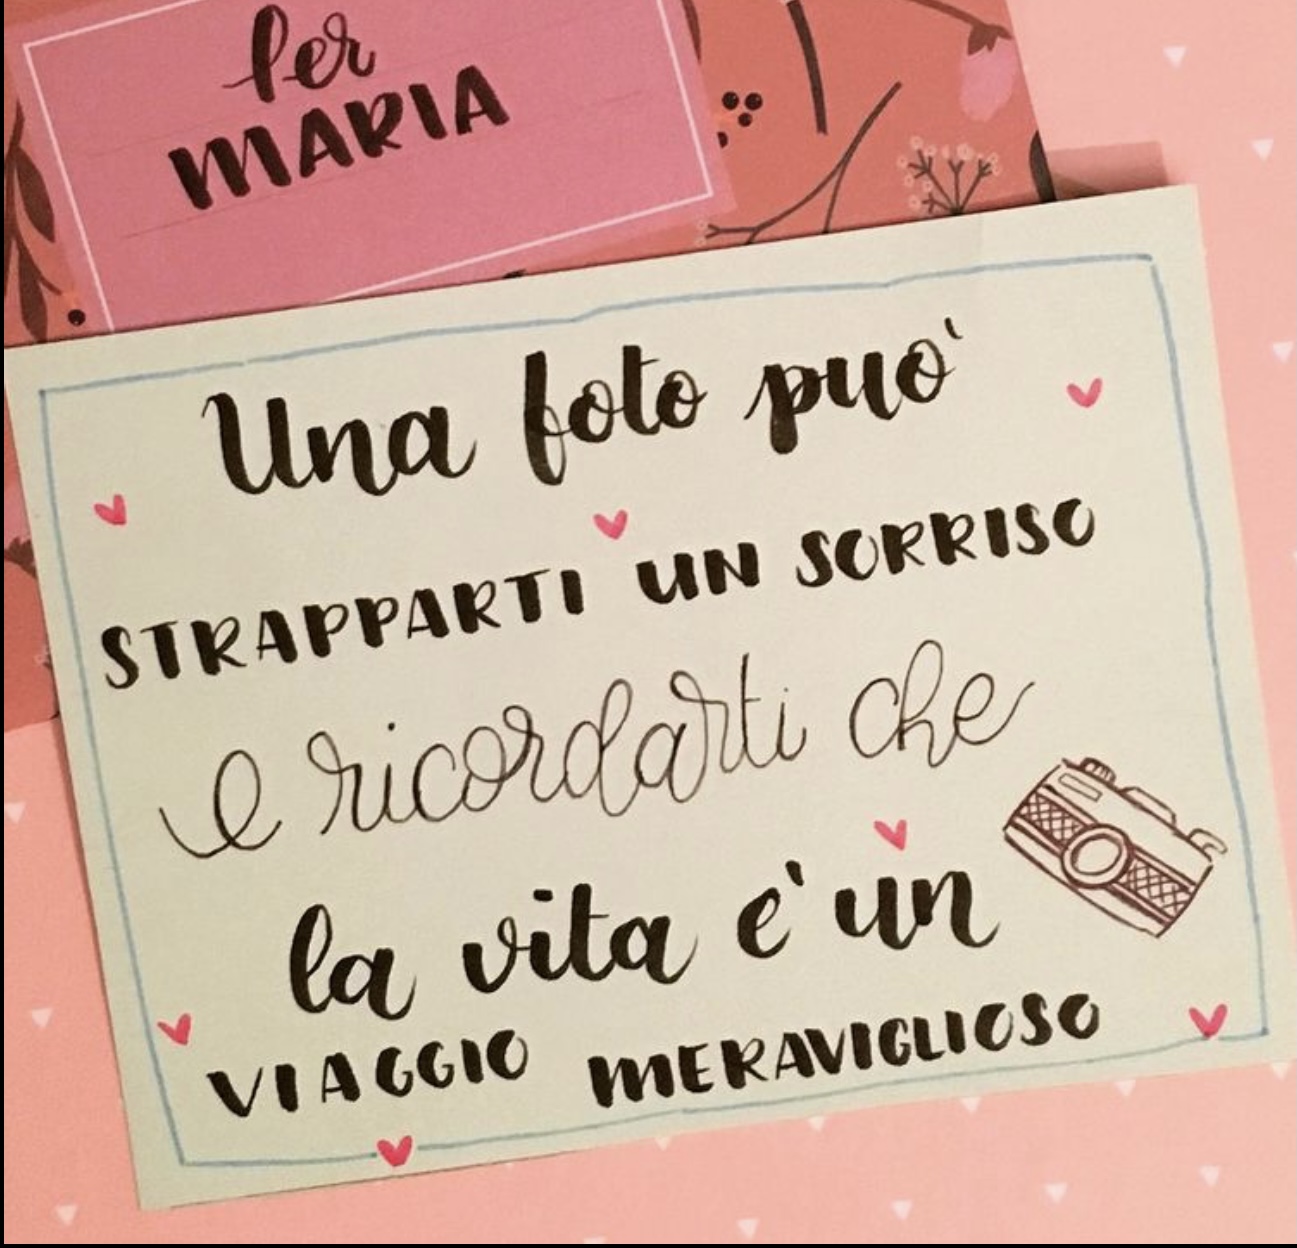 Per
MARIA
Una foto può
STRAPPARTI UN SORRISO
e ricordarti che
la vita e' un
VIAGGIO MERAVIGLIOSO